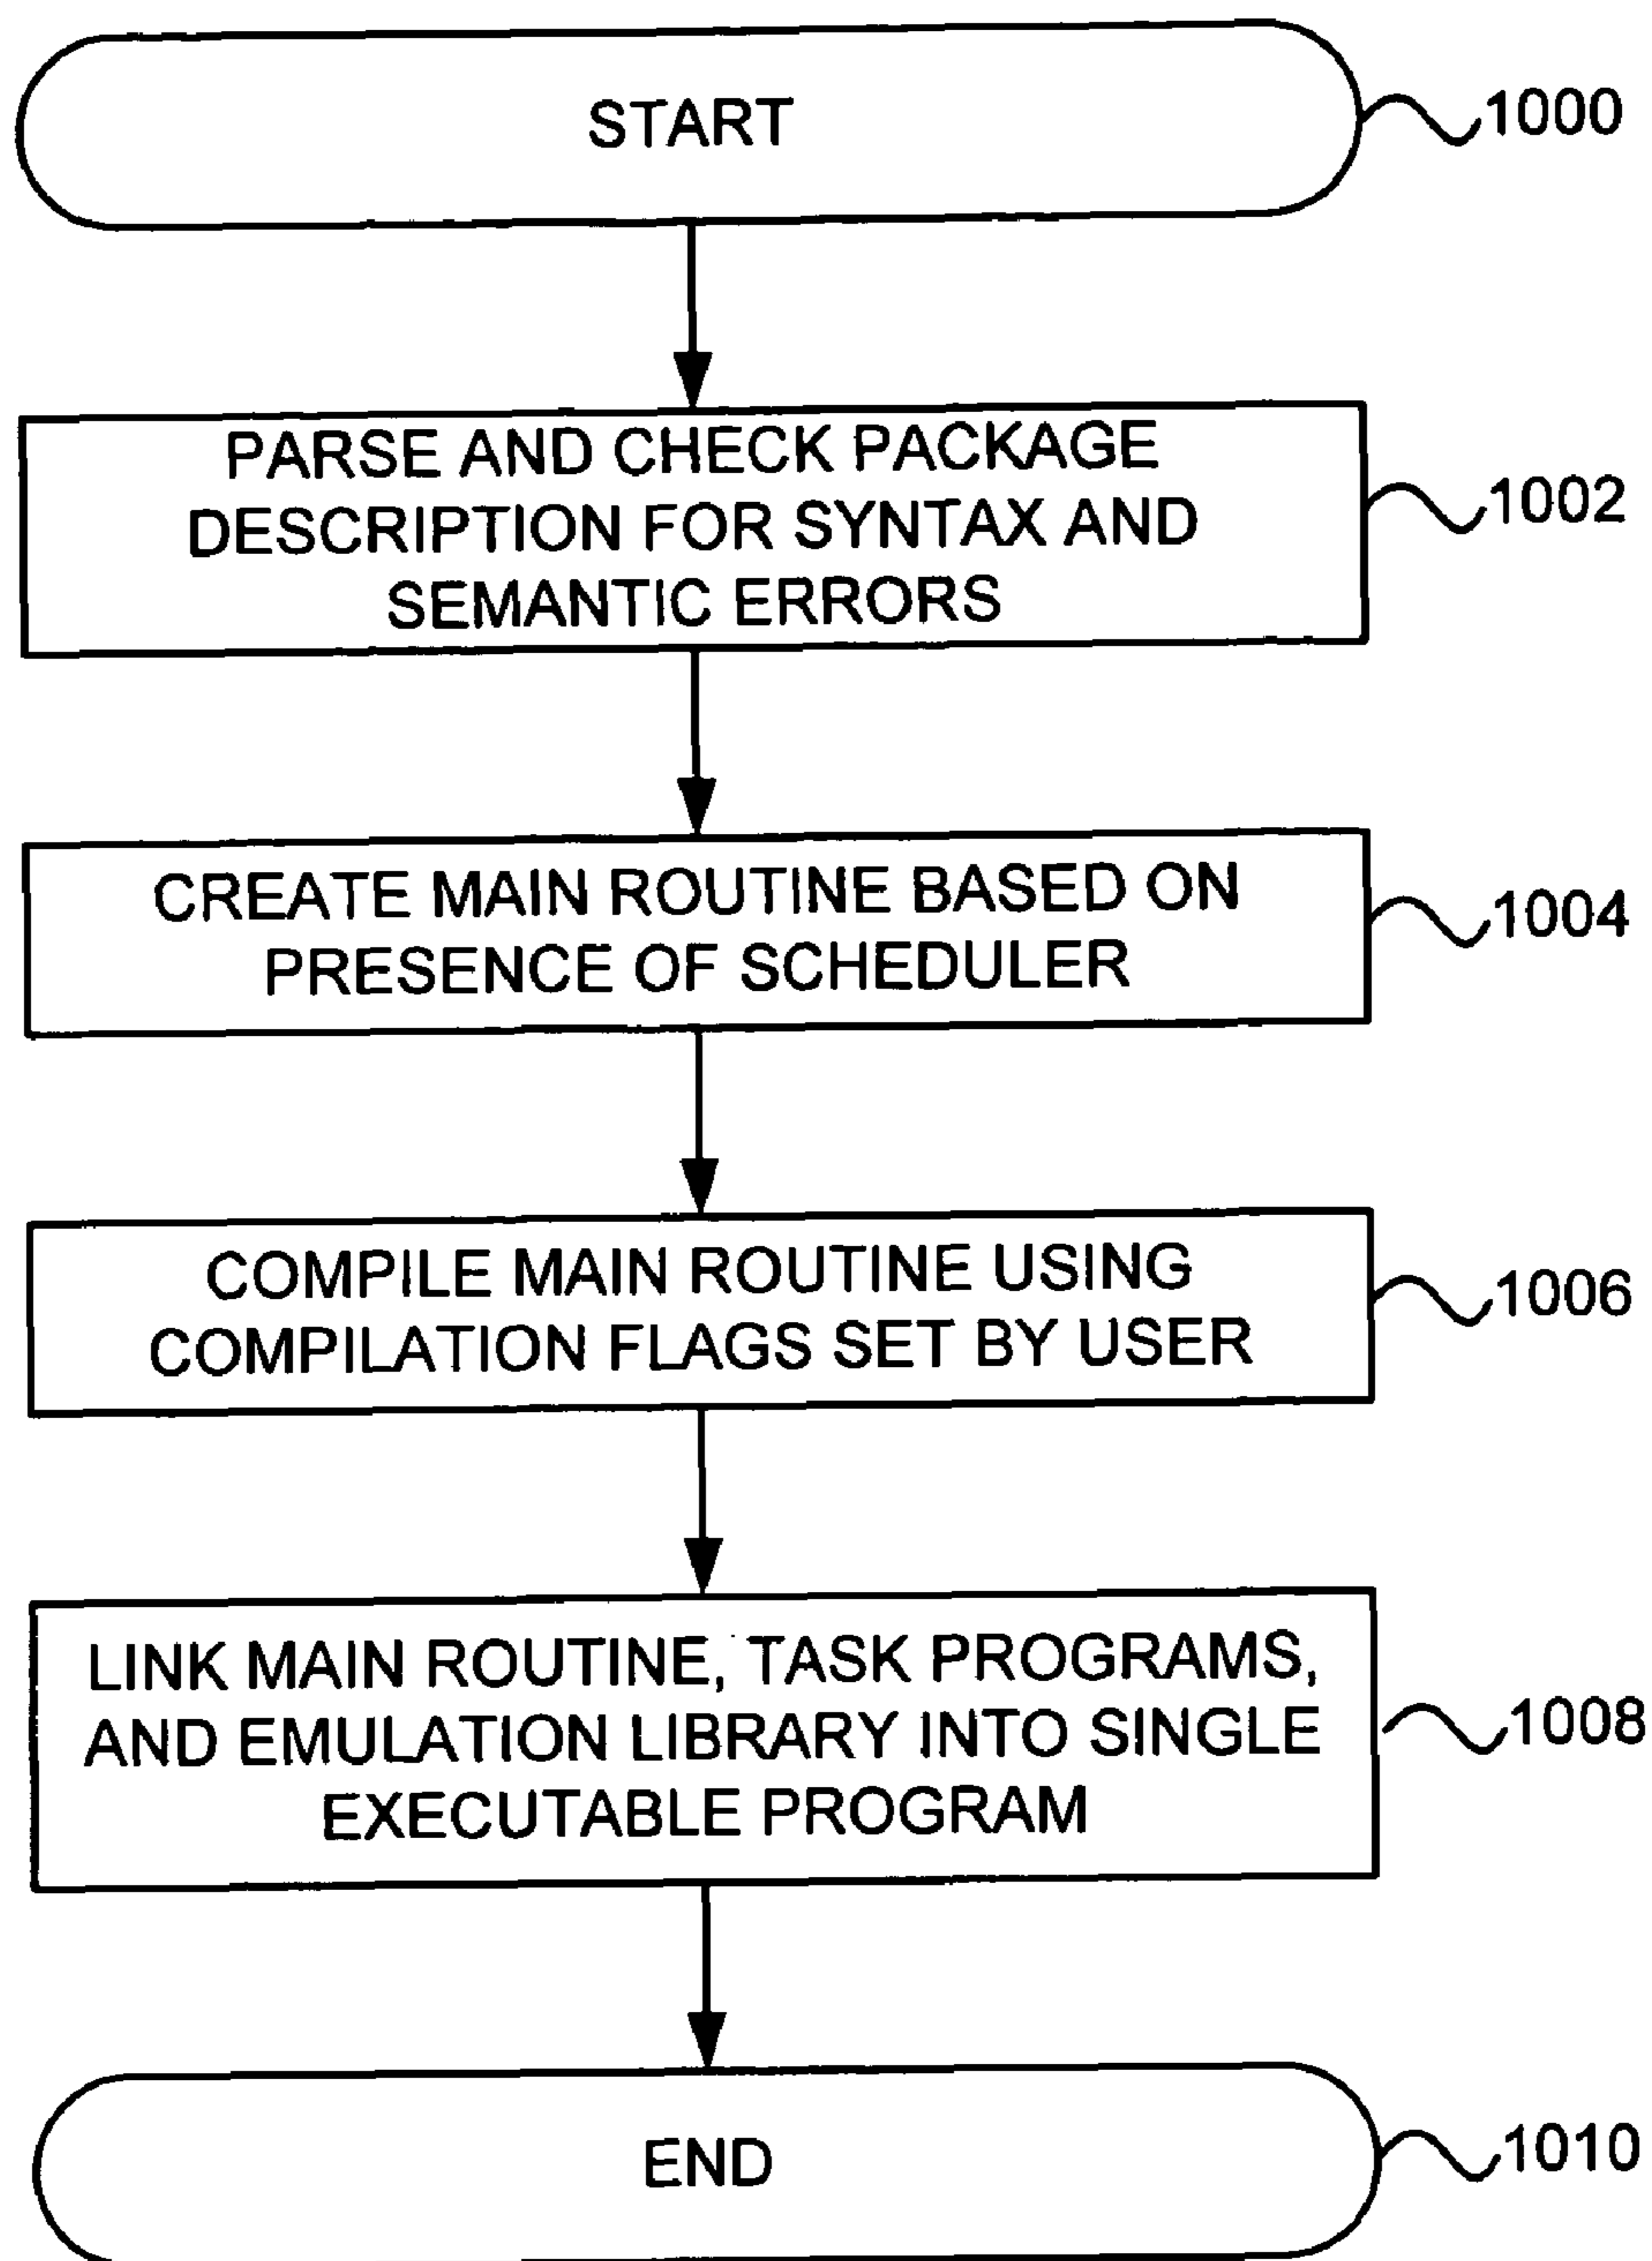 START
1000
PARSE AND CHECK PACKAGE
DESCRIPTION FOR SYNTAX AND
SEMANTIC ERRORS
1002
CREATE MAIN ROUTINE BASED ON
PRESENCE OF SCHEDULER
1004
COMPILE MAIN ROUTINE USING
COMPILATION FLAGS SET BY USER
1006
LINK MAIN ROUTINE, TASK PROGRAMS,
AND EMULATION LIBRARY INTO SINGLE
EXECUTABLE PROGRAM
1008
END
1010